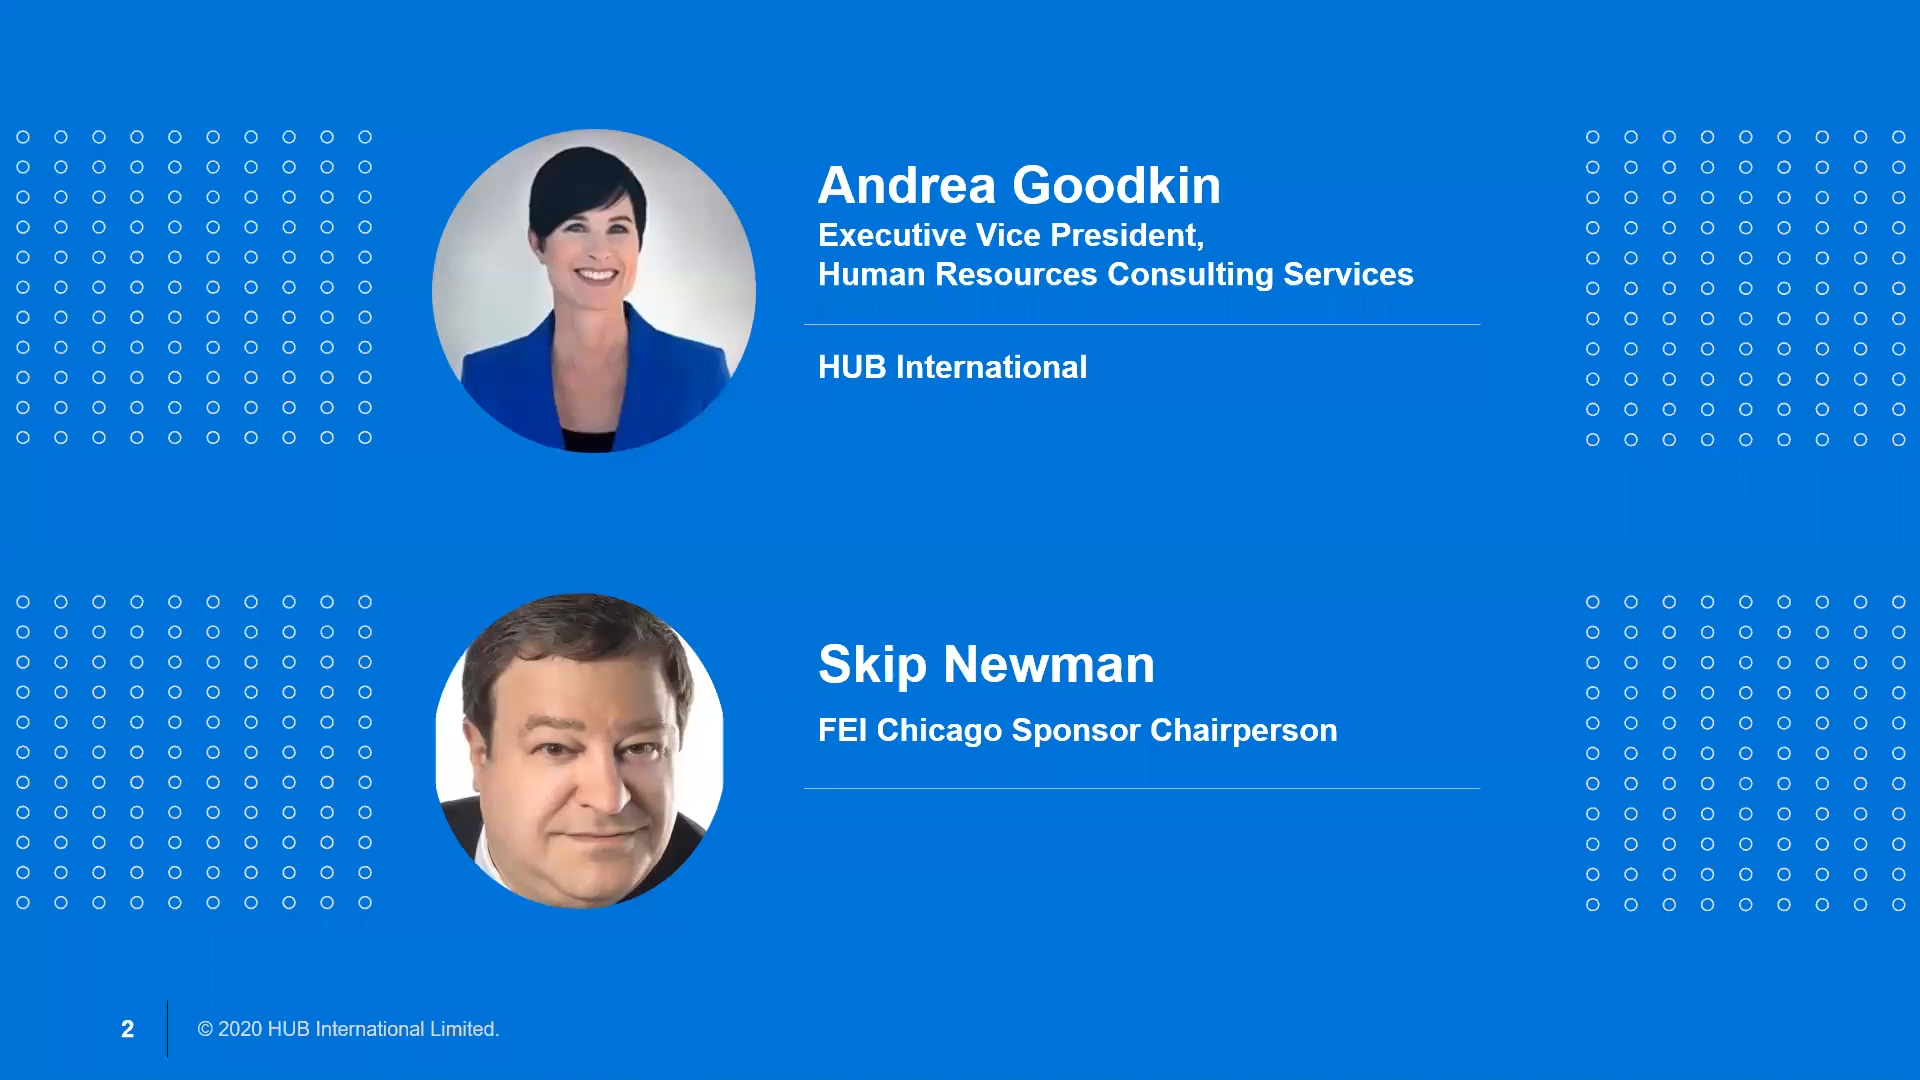 Andrea Goodkin
Executive Vice President,
Human Resources Consulting Services
HUB International
Skip Newman
FEI Chicago Sponsor Chairperson
2
© 2020 HUB International Limited.